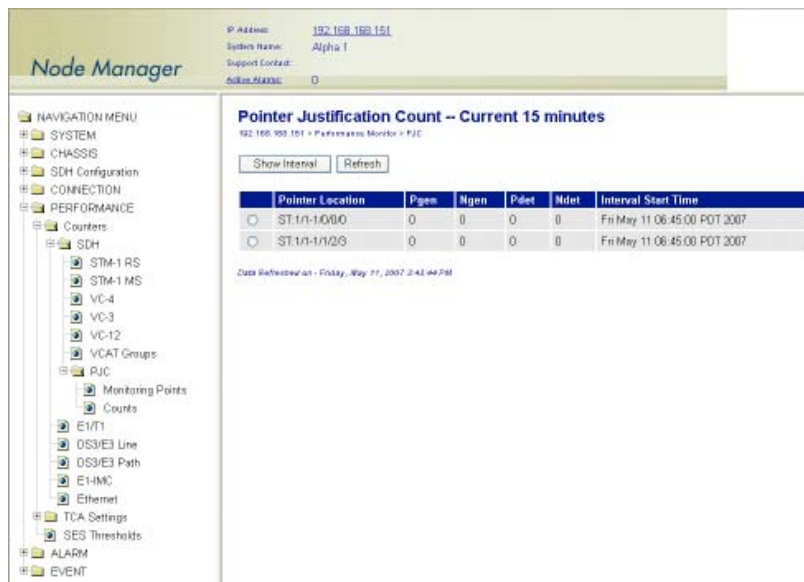 Node Manager
IP Address: 192.168.168.151
System Name: Alpha 1
Support Contact:
Active Alarms: 0
NAVIGATION MENU
SYSTEM
CHASSIS
SDH Configuration
CONNECTION
PERFORMANCE
Counters
SDH
STM-1 RS
STM-1 MS
VC-4
VC-3
VC-12
VCAT Groups
PJC
Monitoring Points
Counts
E1/T1
DS3/E3 Line
DS3/E3 Path
E1-IMC
Ethernet
TCA Settings
SES Thresholds
ALARM
EVENT
Pointer Justification Count -- Current 15 minutes
192.168.168.151 > Performance Monitor > PJC
Show Interval Refresh
Pointer Location Pgen Ngen Pdet Ndet Interval Start Time
ST:1/1-1/0/0/0 0 0 0 0 Fri May 11 06:45:00 PDT 2007
ST:1/1-1/1/2/3 0 0 0 0 Fri May 11 06:45:00 PDT 2007
Data Refreshed on - Friday, May 11, 2007 2:43:44 PM